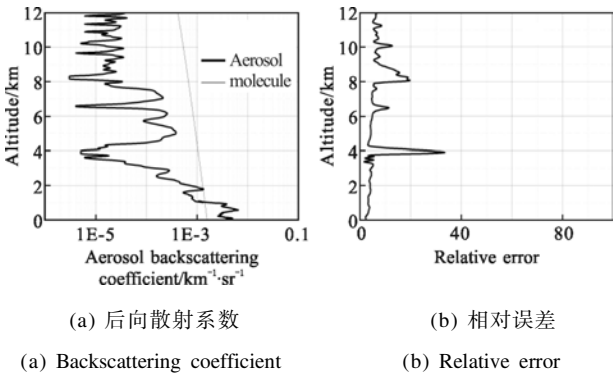 12
10
8
6
4
2
0
Altitude/km
Aerosol
molecule
1E-5
1E-3
0.1
Aerosol backscattering
coefficient/km⁻¹·sr⁻¹
12
10
8
6
4
2
0
Altitude/km
0
40
80
Relative error
(a) 后向散射系数
(b) 相对误差
(a) Backscattering coefficient
(b) Relative error